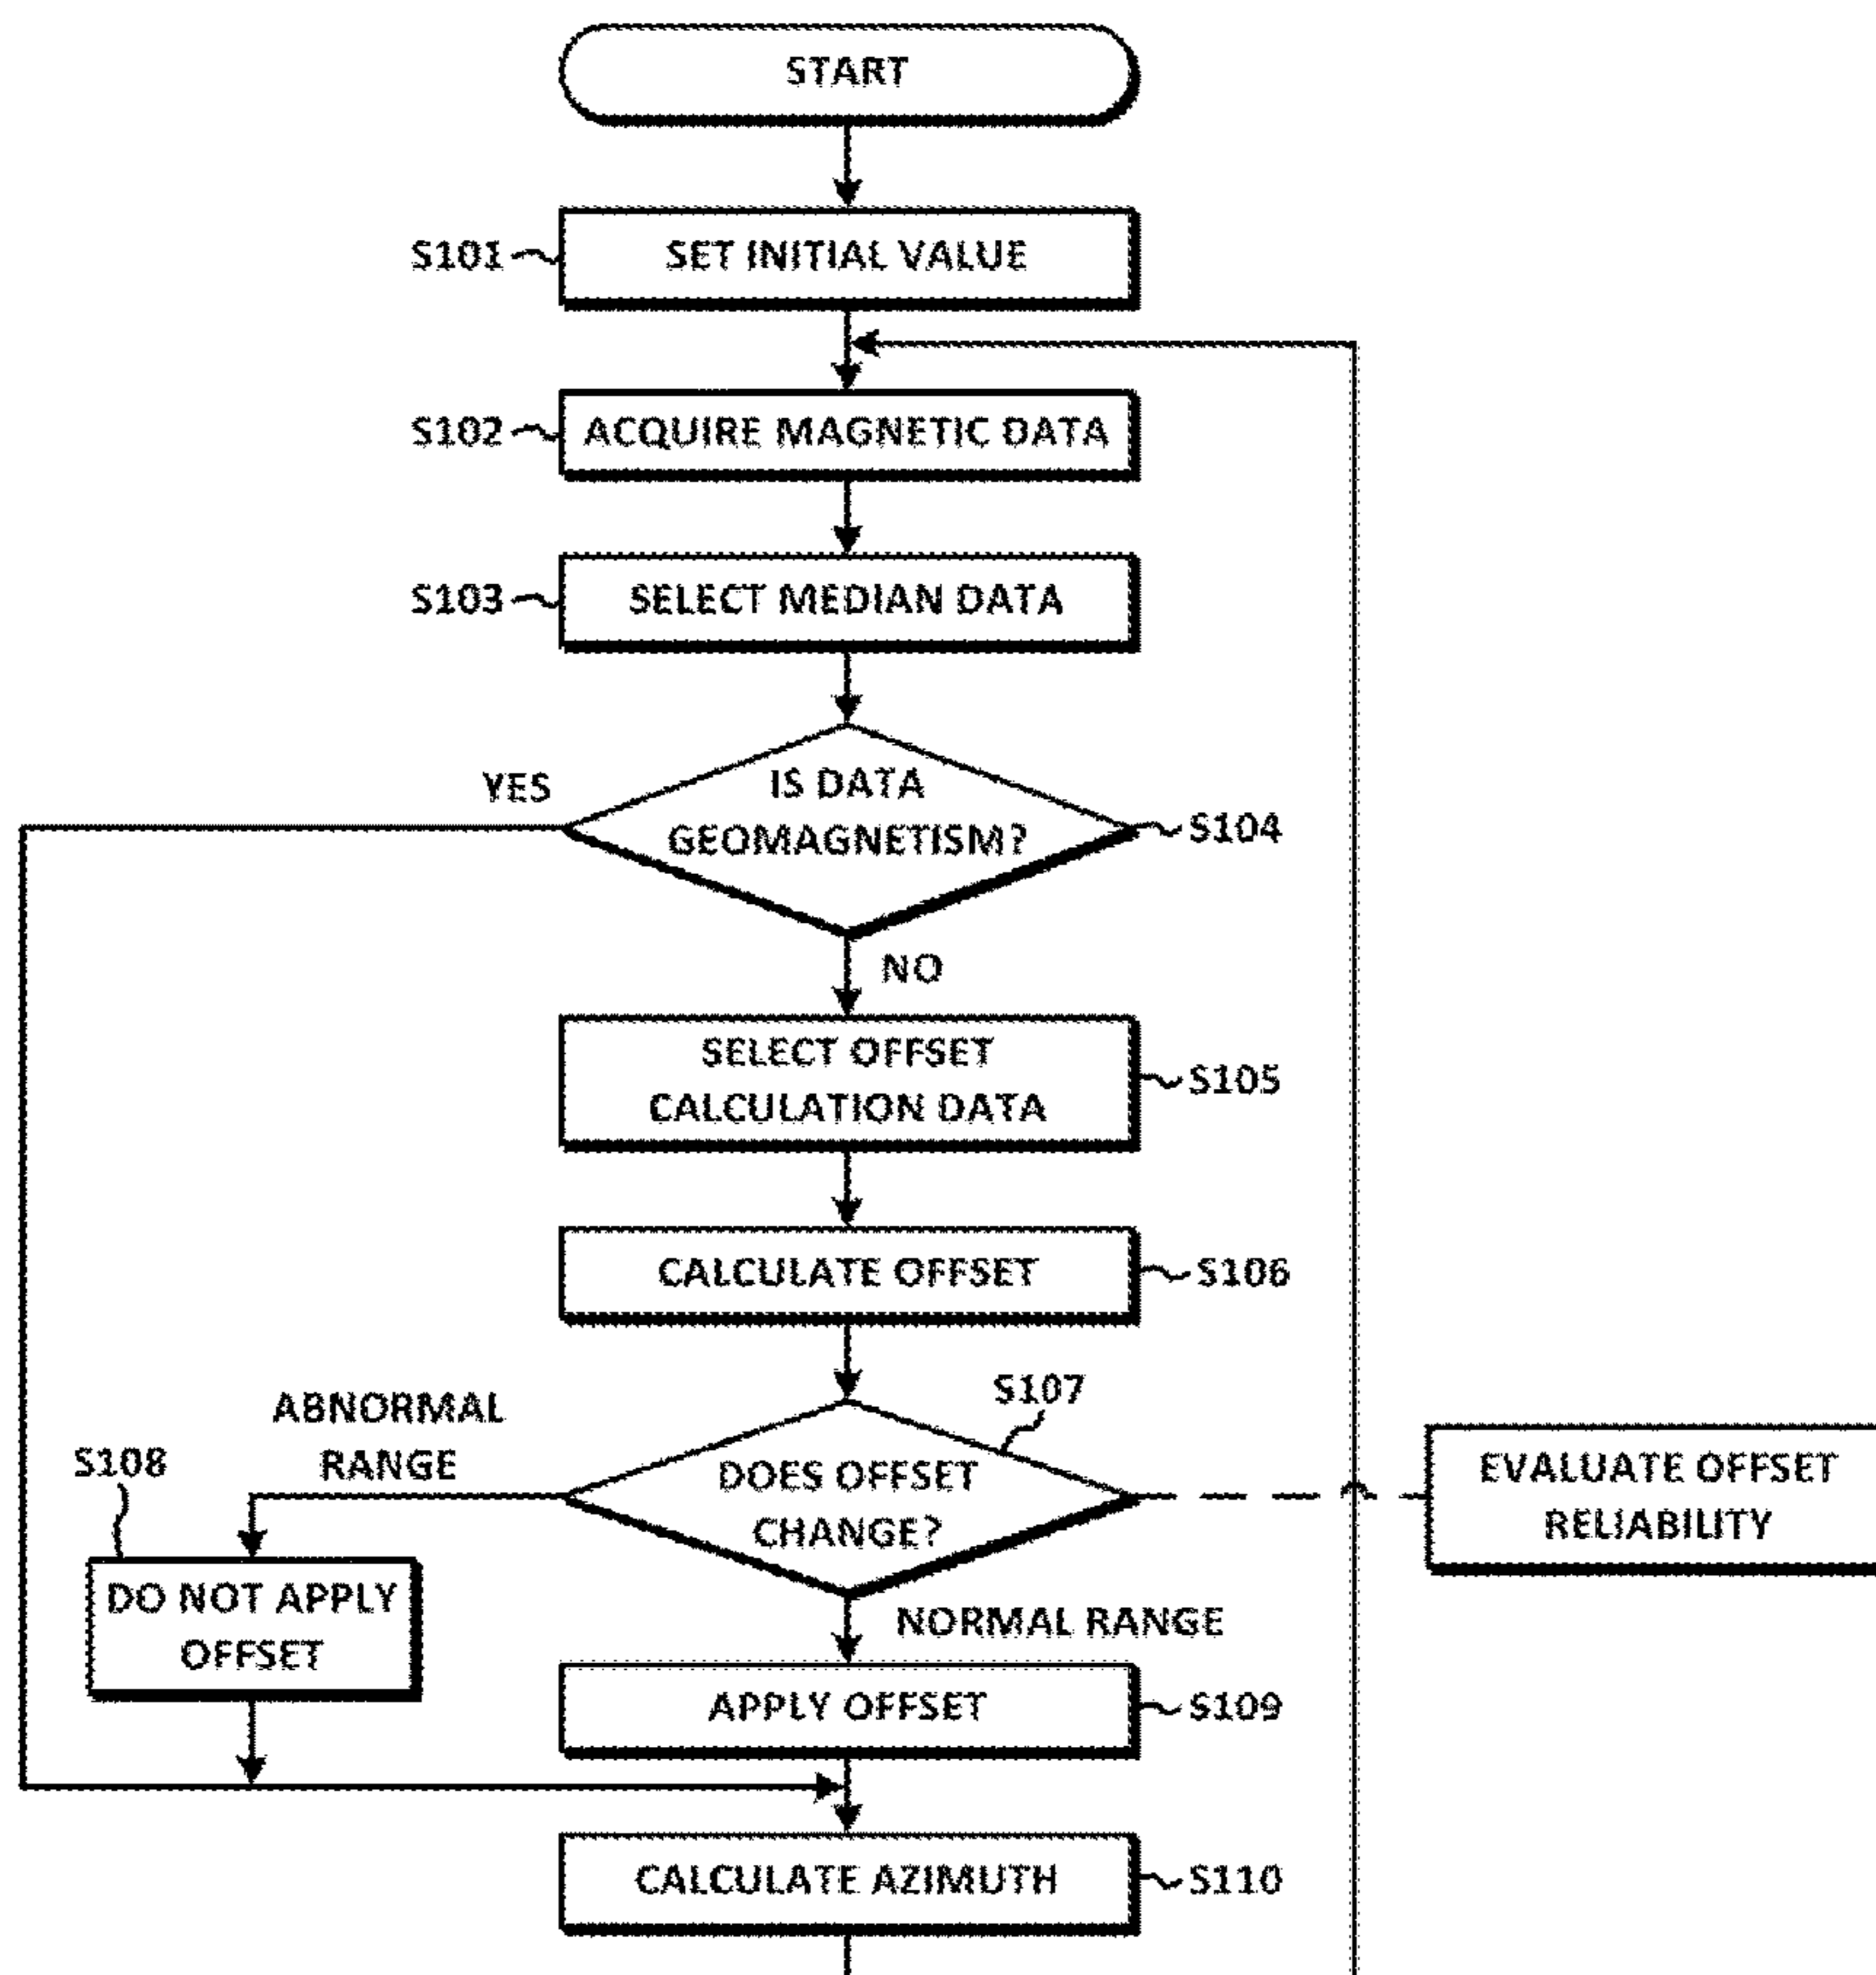 START
S101
SET INITIAL VALUE
S102
ACQUIRE MAGNETIC DATA
S103
SELECT MEDIAN DATA
YES
IS DATA
GEOMAGNETISM?
S104
NO
SELECT OFFSET
CALCULATION DATA
S105
CALCULATE OFFSET
S106
ABNORMAL
RANGE
S107
DOES OFFSET
CHANGE?
EVALUATE OFFSET
RELIABILITY
S108
DO NOT APPLY
OFFSET
NORMAL RANGE
APPLY OFFSET
S109
CALCULATE AZIMUTH
S110